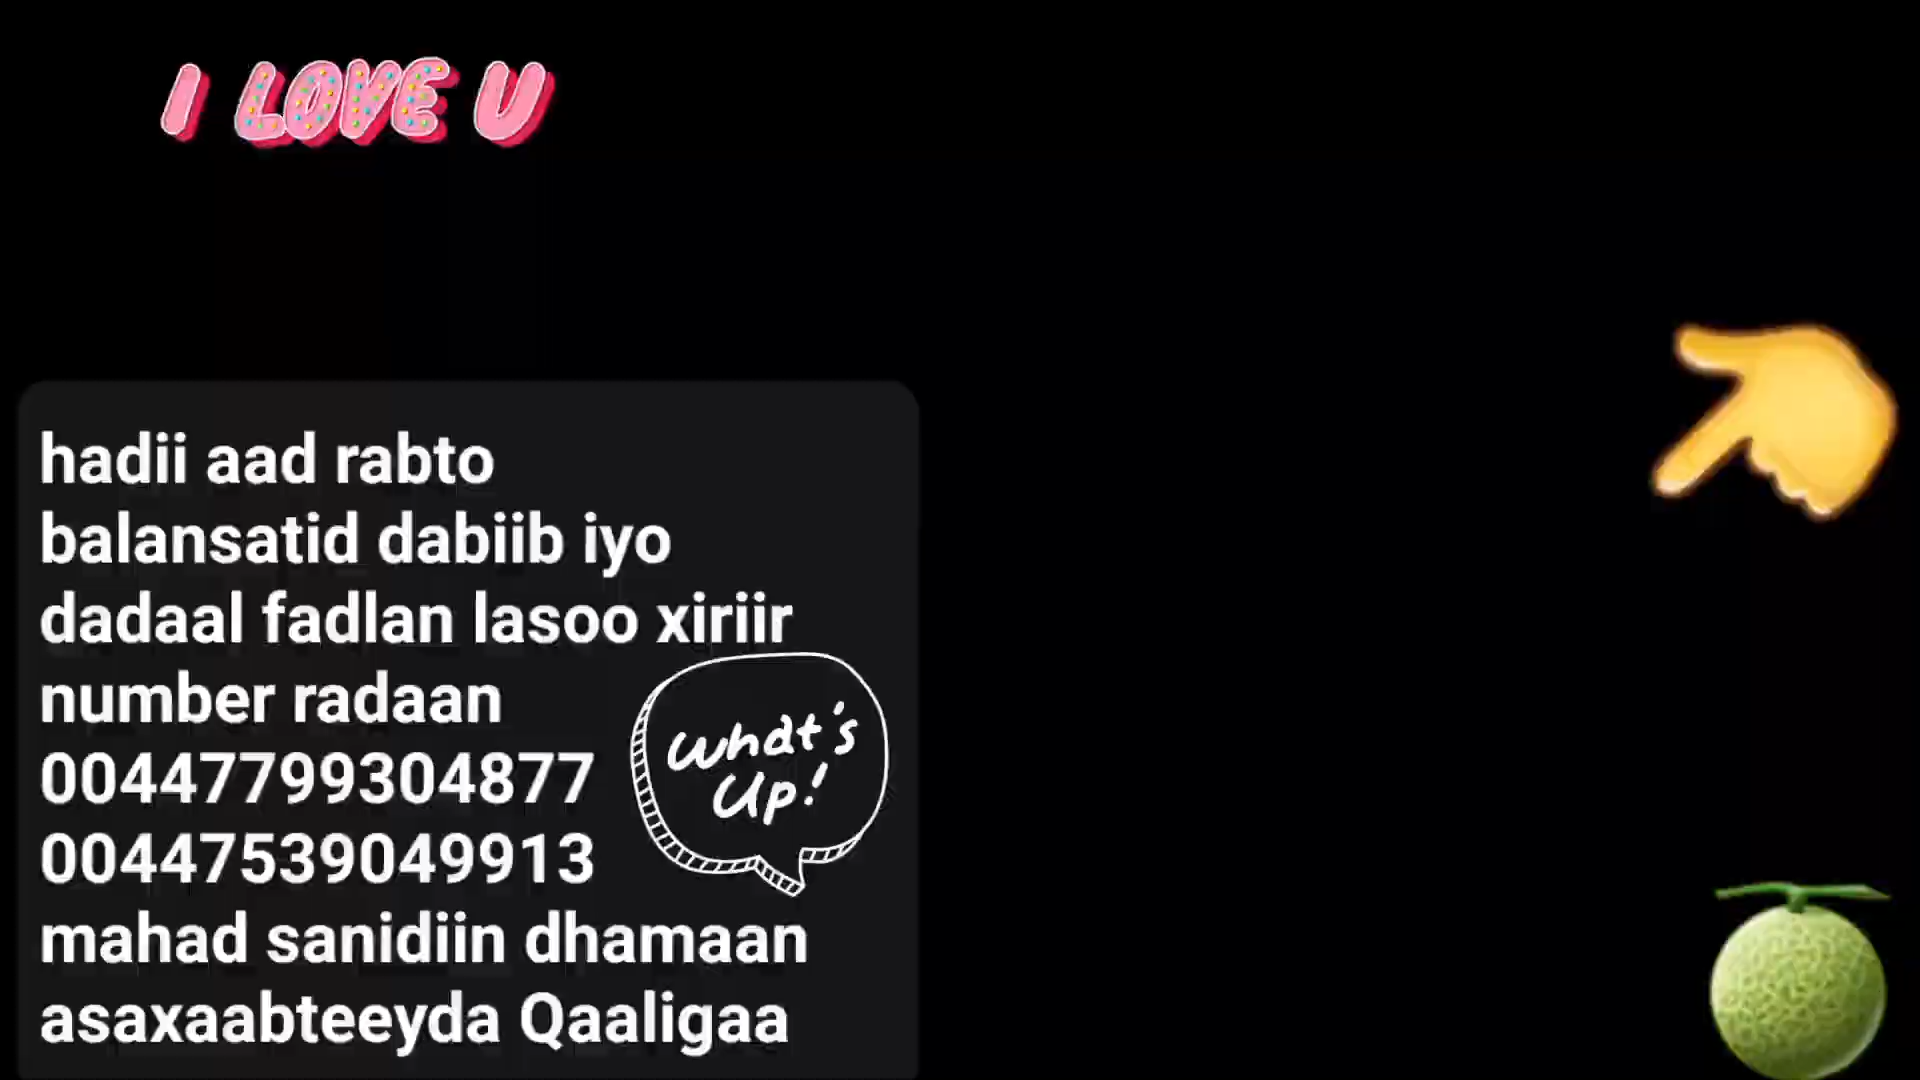 I LOVE U
hadii aad rabto
balansatid dabiib iyo
dadaal fadlan lasoo xiriir
number radaan
00447799304877
00447539049913
What's
Up!
mahad sanidiin dhamaan
asaxaabteeyda Qaaligaa